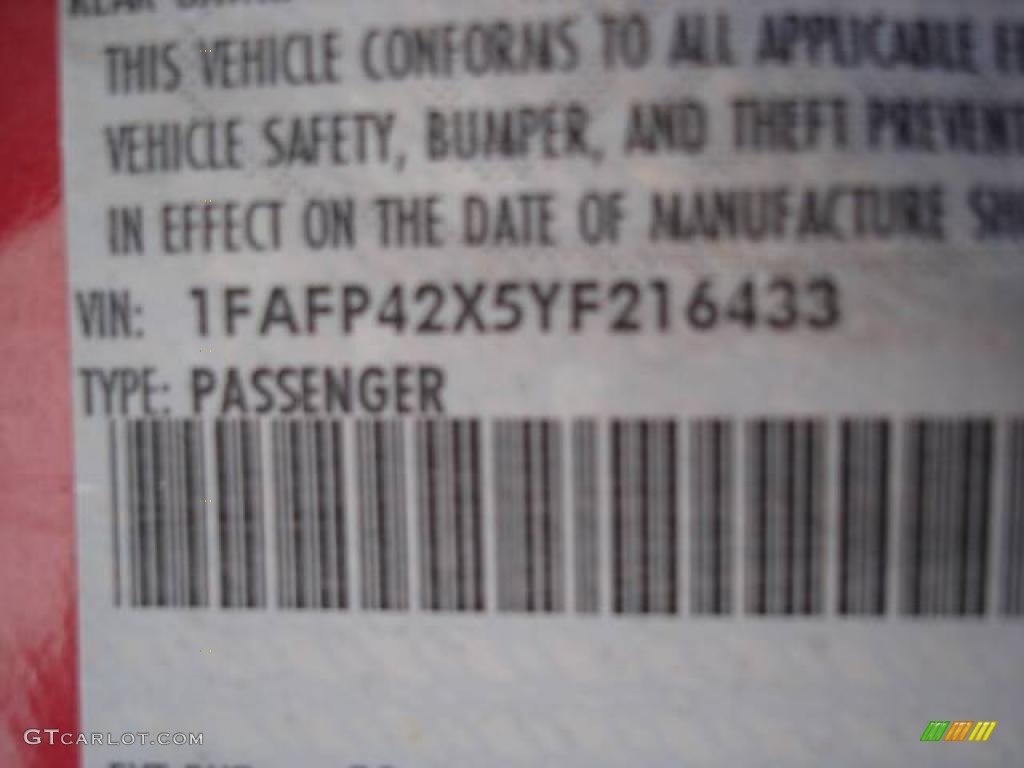 THIS VEHICLE CONFORMS TO ALL APPLICABLE
VEHICLE SAFETY, BUMPER, AND THEFT PREVENT
IN EFFECT ON THE DATE OF MANUFACTURE SH
VIN: 1FAFP42X5YF216433
TYPE: PASSENGER
GTCARLOT.COM